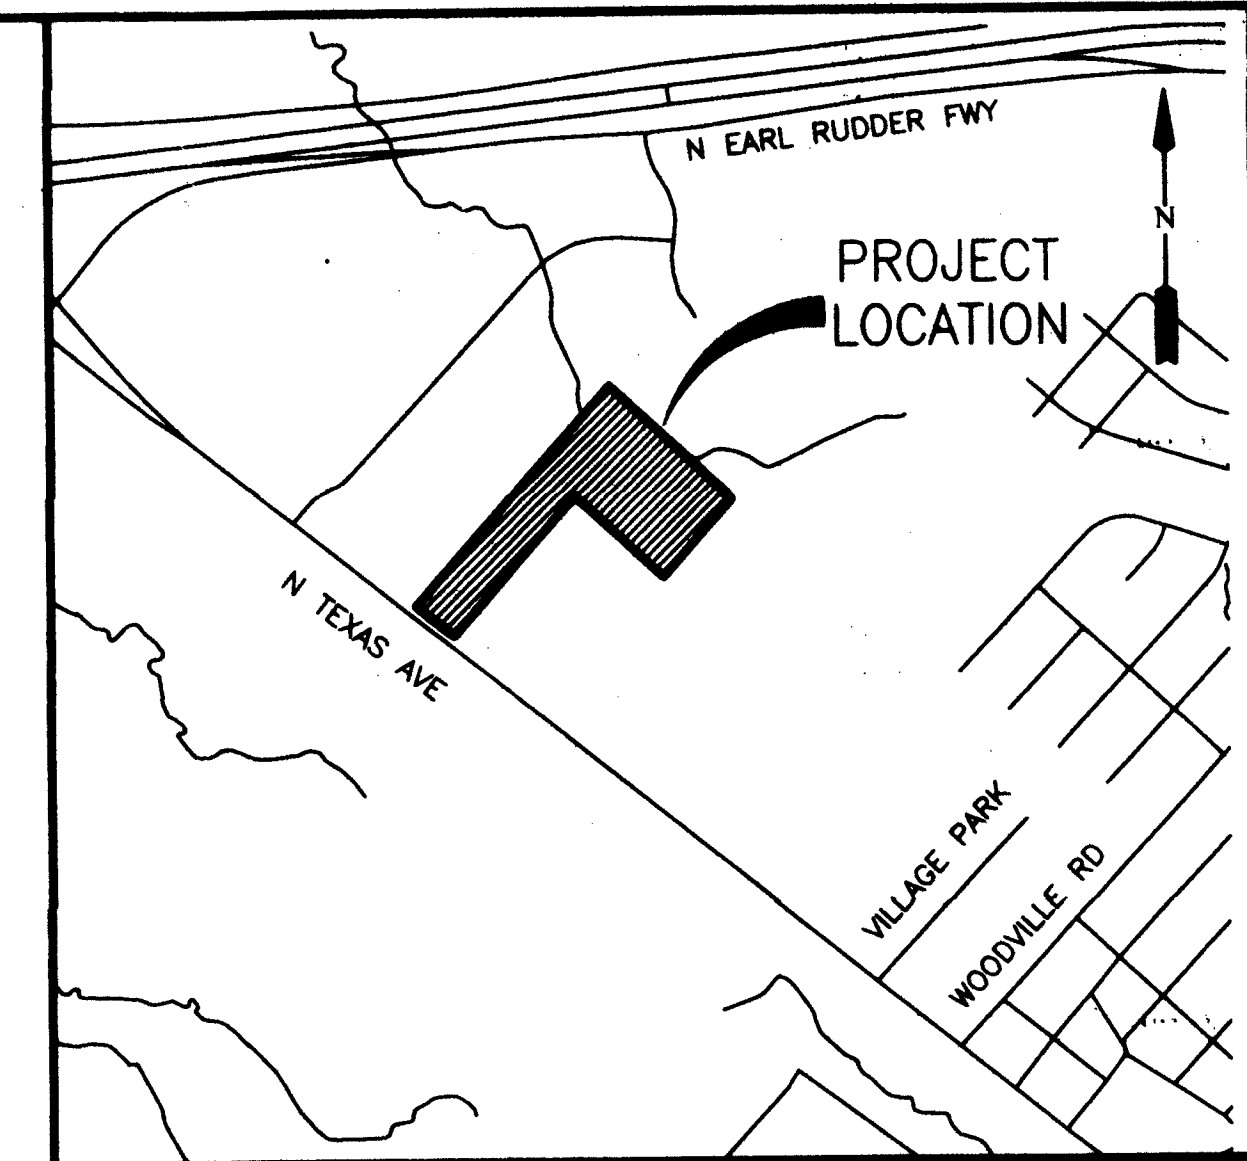 N EARL RUDDER FWY
N
PROJECT
LOCATION
N TEXAS AVE
VILLAGE PARK
WOODVILLE RD